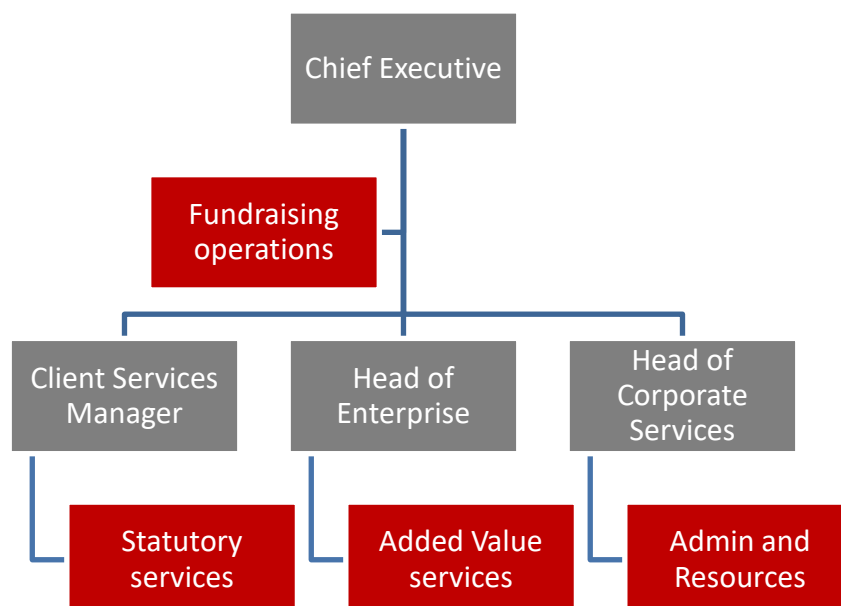 Chief Executive
Fundraising
operations
Client Services
Manager
Head of
Enterprise
Head of
Corporate
Services
Statutory
services
Added Value
services
Admin and
Resources